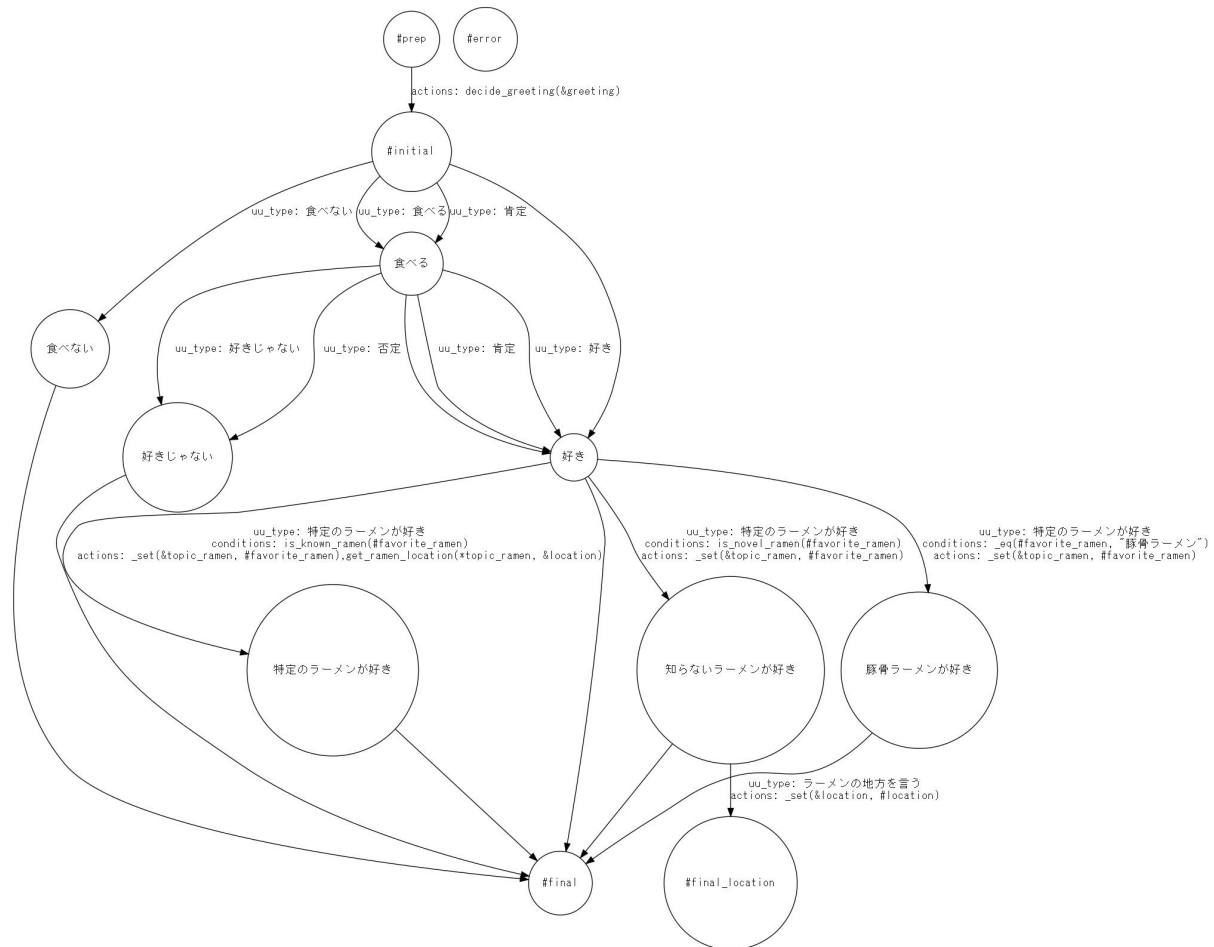 #prep
#error
actions: decide_greeting(&greeting)
#initial
uu_type: 食べない
uu_type: 食べる
uu_type: 肯定
食べる
食べない
uu_type: 好きじゃない
uu_type: 否定
uu_type: 肯定
uu_type: 好き
好きじゃない
好き
uu_type: 特定のラーメンが好き
conditions: is_known_ramen(#favorite_ramen)
actions: _set(&topic_ramen, #favorite_ramen),get_ramen_location(*topic_ramen, &location)
uu_type: 特定のラーメンが好き
conditions: is_novel_ramen(#favorite_ramen)
actions: _set(&topic_ramen, #favorite_ramen)
uu_type: 特定のラーメンが好き
conditions: _eq(#favorite_ramen, "豚骨ラーメン")
actions: _set(&topic_ramen, #favorite_ramen)
特定のラーメンが好き
知らないラーメンが好き
豚骨ラーメンが好き
uu_type: ラーメンの地方を言う
actions: _set(&location, #location)
#final
#final_location